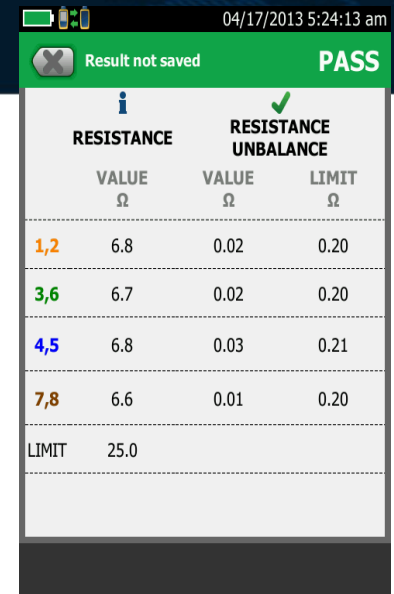 04/17/2013 5:24:13 am
Result not saved PASS
i
RESISTANCE RESISTANCE UNBALANCE
VALUE VALUE LIMIT
Ω Ω Ω
1,2 6.8 0.02 0.20
3,6 6.7 0.02 0.20
4,5 6.8 0.03 0.21
7,8 6.6 0.01 0.20
LIMIT 25.0